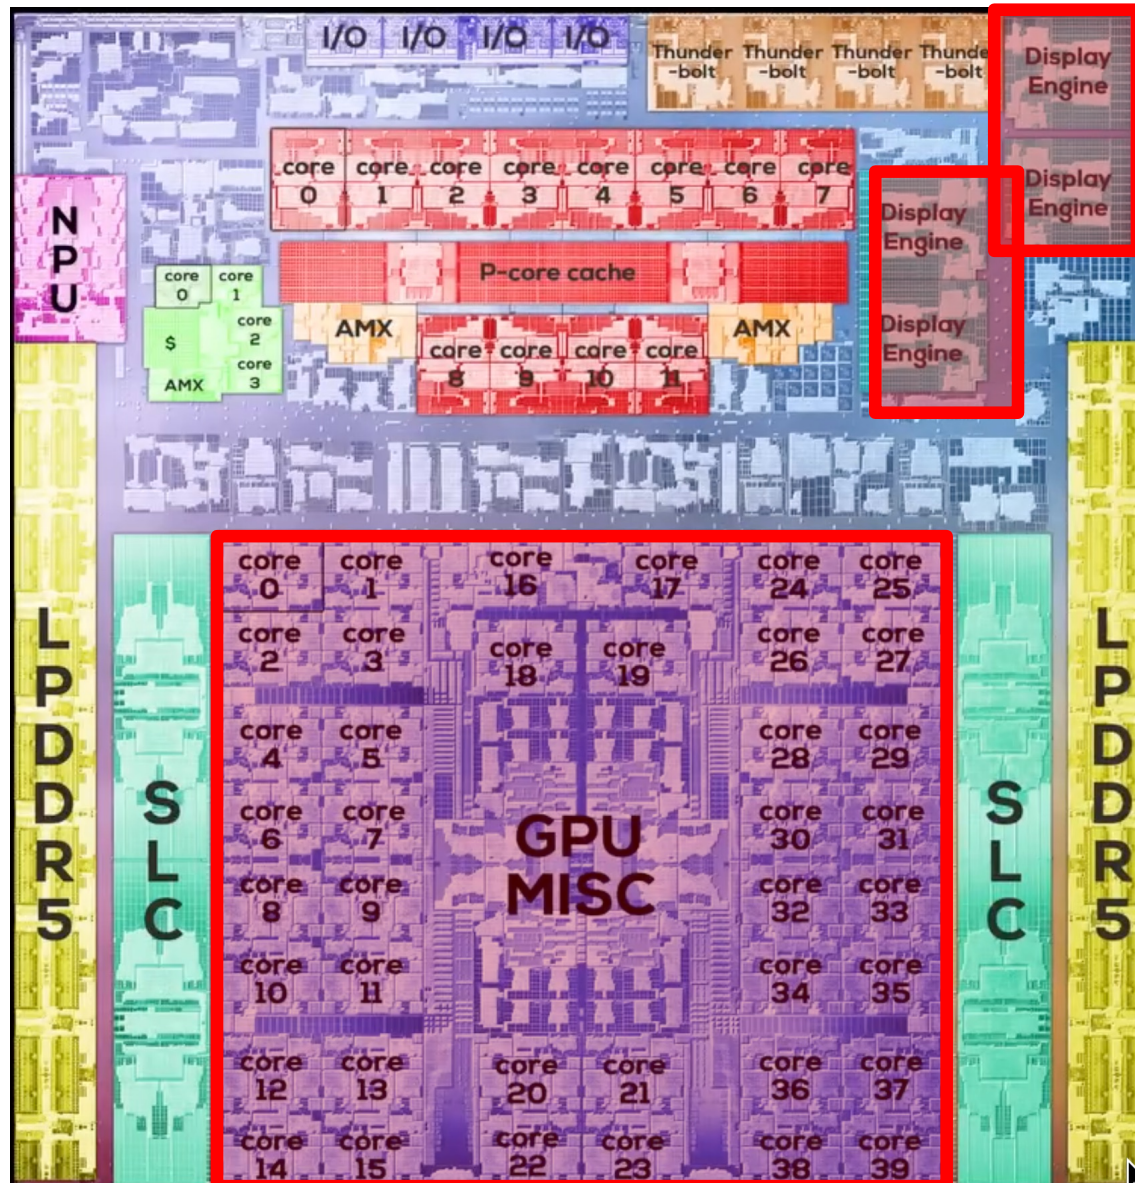 I/O I/O I/O I/O
Thunder Thunder Thunder Thunde
-bolt -bolt -bolt -bolt
Display
Engine
Display
Engine
core core core core core core core core
0 1 2 3 4 5 6 7
Display
Engine
Display
Engine
P-core cache
NPU
core core
0 1
core
2
$
core
3
AMX
AMX
AMX
core core core core
8 9 10 11
LPDDR5
SLC
core core core core core core
0 1 16 17 24 25
core core core core core core
2 3 18 19 26 27
core core core core
4 5 28 29
core core core core
6 7 30 31
GPU
MISC
core core core core
8 9 32 33
core core core core
10 11 34 35
core core core core core core
12 13 20 21 36 37
core core core core core core
14 15 22 23 38 39
SLC
LPDDR5